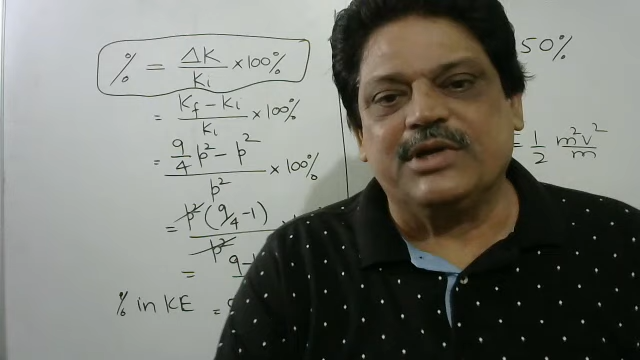 % = ΔK/Ki × 100%
= Kf - Ki/Ki × 100%
= 9/4 p² - p²/p² × 100%
= p²(9/4 - 1)/p²
=
% in KE =
50%
= 1/2 m²v²/m